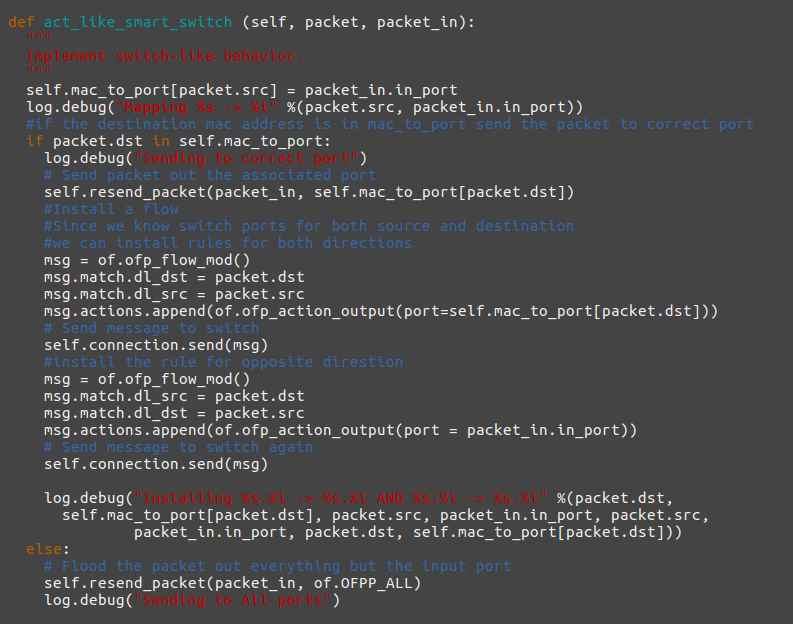 def act_like_smart_switch (self, packet, packet_in):
  """
  Implement switch-like behavior.
  """
  self.mac_to_port[packet.src] = packet_in.in_port
  log.debug("Mapping %s -> %i" %(packet.src, packet_in.in_port))
  #if the destination mac address is in mac_to_port send the packet to correct port
  if packet.dst in self.mac_to_port:
    log.debug("Sending to correct port")
    # Send packet out the associated port
    self.resend_packet(packet_in, self.mac_to_port[packet.dst])
    #Install a flow
    #Since we know switch ports for both source and destination
    #we can install rules for both directions
    msg = of.ofp_flow_mod()
    msg.match.dl_dst = packet.dst
    msg.match.dl_src = packet.src
    msg.actions.append(of.ofp_action_output(port=self.mac_to_port[packet.dst]))
    # Send message to switch
    self.connection.send(msg)
    #install the rule for opposite direstion
    msg = of.ofp_flow_mod()
    msg.match.dl_src = packet.dst
    msg.match.dl_dst = packet.src
    msg.actions.append(of.ofp_action_output(port = packet_in.in_port))
    # Send message to switch again
    self.connection.send(msg)

    log.debug("Installing %s.%i -> %s.%i AND %s.%i -> %s.%i" %(packet.dst,
      self.mac_to_port[packet.dst], packet.src, packet_in.in_port, packet.src,
              packet_in.in_port, packet.dst, self.mac_to_port[packet.dst]))
  else:
    # Flood the packet out everything but the input port
    self.resend_packet(packet_in, of.OFPP_ALL)
    log.debug("Sending to All ports")